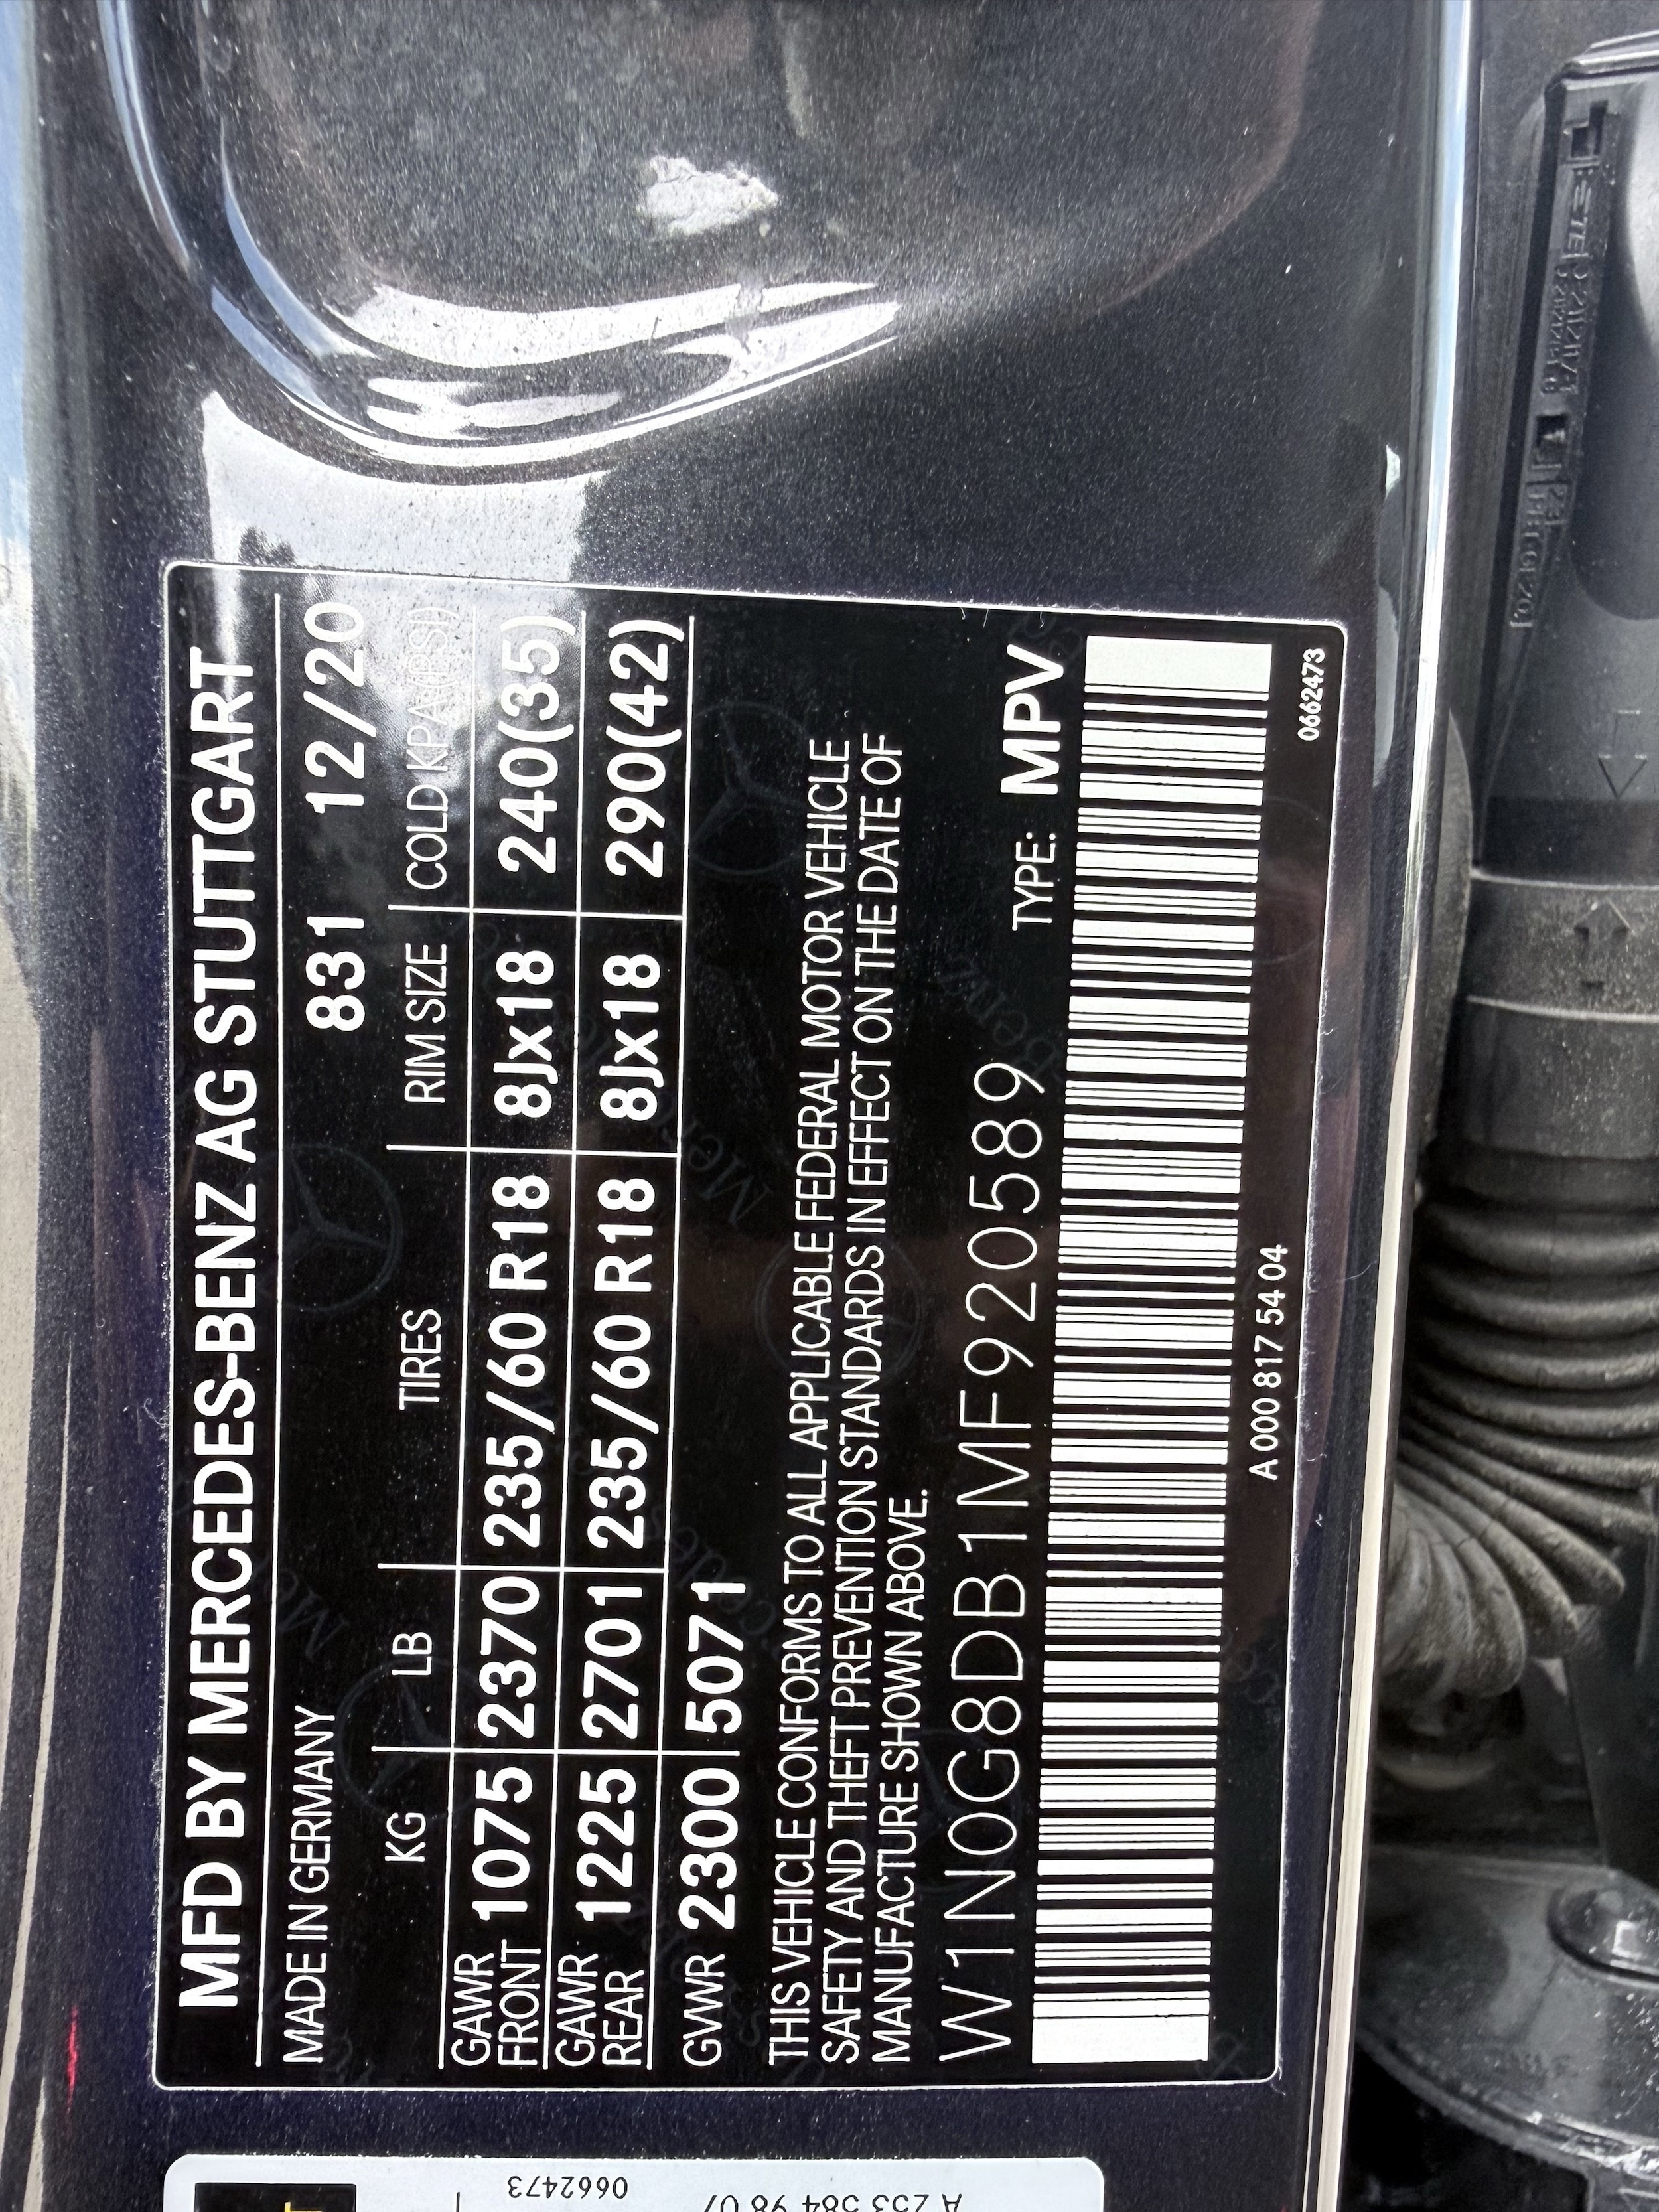 MFD BY MERCEDES-BENZ AG STUTTGART
MADE IN GERMANY 831 12/20
KG LB TIRES RIM SIZE COLD KPA(PSI)
GAWR FRONT 1075 2370 235/60 R18 8Jx18 240(35)
GAWR REAR 1225 2701 235/60 R18 8Jx18 290(42)
GVWR 2300 5071
THIS VEHICLE CONFORMS TO ALL APPLICABLE FEDERAL MOTOR VEHICLE
SAFETY AND THEFT PREVENTION STANDARDS IN EFFECT ON THE DATE OF
MANUFACTURE SHOWN ABOVE.
W1N0G8DB1MF920589 TYPE: MPV
A 000 817 54 04
0662473
0662473